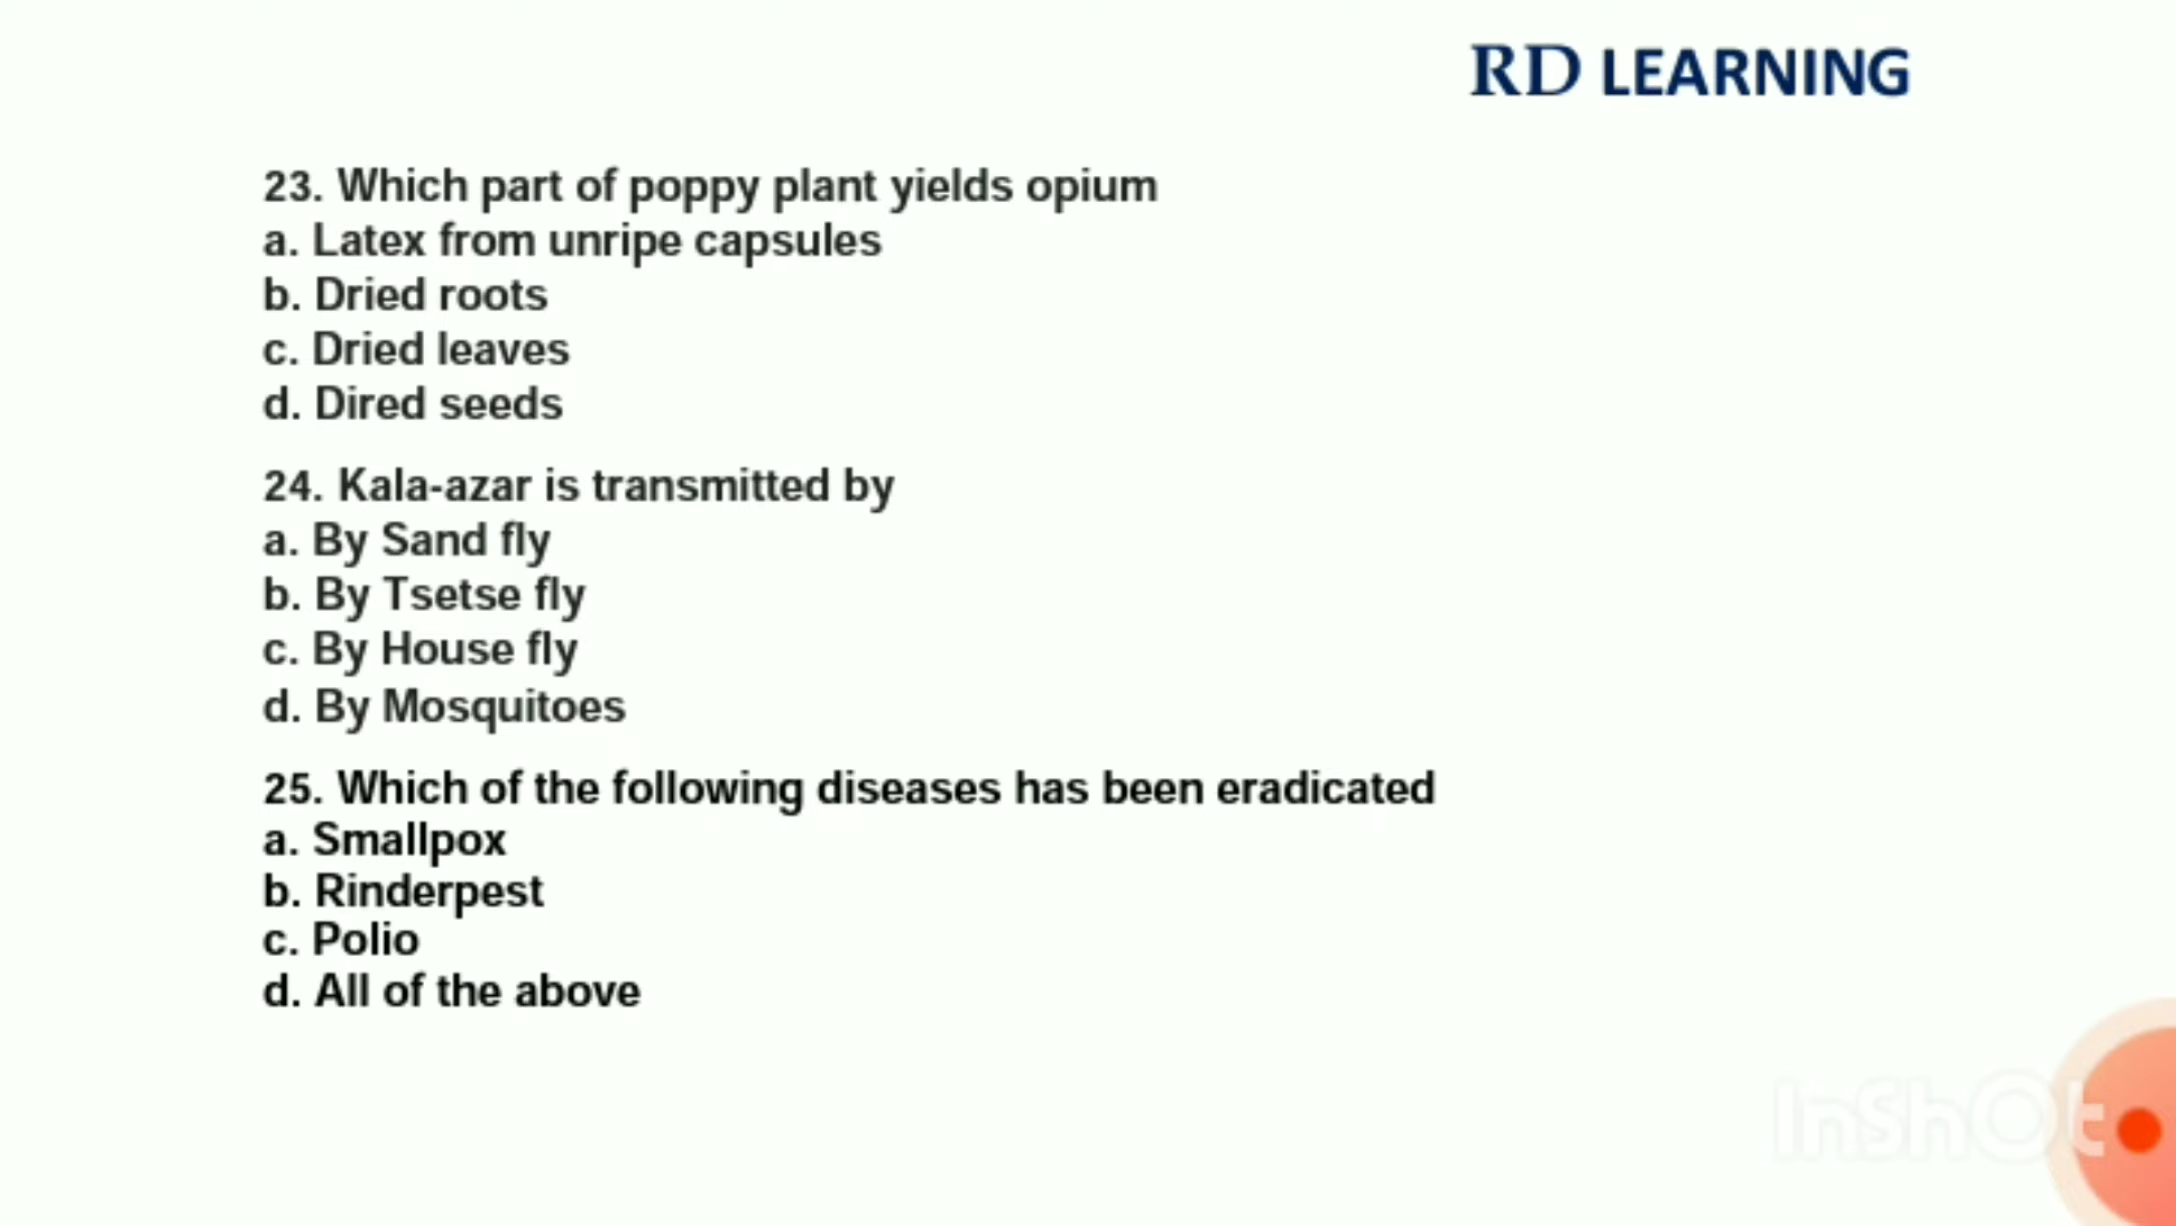 RD LEARNING
23. Which part of poppy plant yields opium
a. Latex from unripe capsules
b. Dried roots
c. Dried leaves
d. Dired seeds
24. Kala-azar is transmitted by
a. By Sand fly
b. By Tsetse fly
c. By House fly
d. By Mosquitoes
25. Which of the following diseases has been eradicated
a. Smallpox
b. Rinderpest
c. Polio
d. All of the above
InShOt